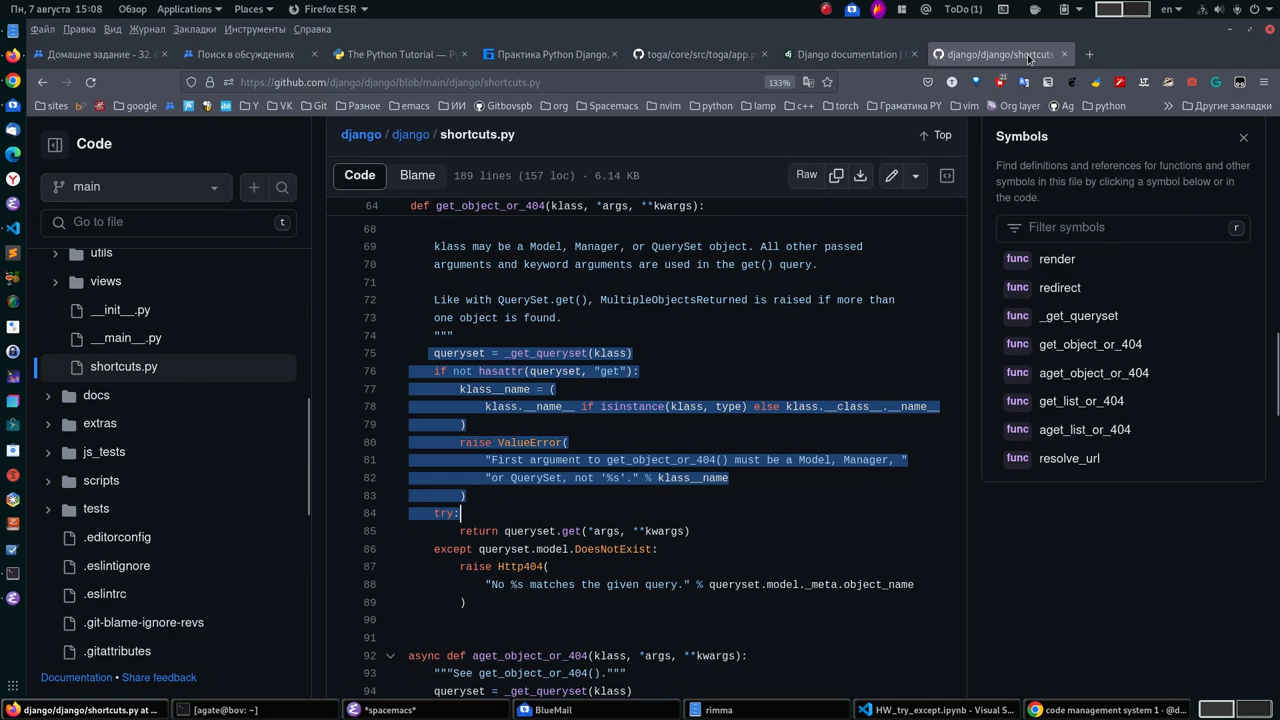 Пн, 7 августа 15:08
Обзор
Applications
Places
Firefox ESR
@
ToDo(1)
en
Файл
Правка
Вид
Журнал
Закладки
Инструменты
Справка
Домашне задание - 32. С
Поиск в обсуждениях
The Python Tutorial — Py
Практика Python Django.
toga/core/src/toga/app.py
Django documentation | D
django/django/shortcuts
https://github.com/django/django/blob/main/django/shortcuts.py
133%
21
sites
google
Y
VK
Git
Разное
emacs
ИИ
Gitbovspb
org
Spacemacs
nvim
python
lamp
c++
torch
Граматика PY
vim
Org layer
Ag
python
Другие закладки
Code
main
Go to file
t
utils
views
__init__.py
__main__.py
shortcuts.py
docs
extras
js_tests
scripts
tests
.editorconfig
.eslintignore
.eslintrc
.git-blame-ignore-revs
.gitattributes
Documentation • Share feedback
django / django / shortcuts.py
Top
Code
Blame
189 lines (157 loc) · 6.14 KB
Raw
64 def get_object_or_404(klass, *args, **kwargs):
68
69 klass may be a Model, Manager, or QuerySet object. All other passed
70 arguments and keyword arguments are used in the get() query.
71
72 Like with QuerySet.get(), MultipleObjectsReturned is raised if more than
73 one object is found.
74 """
75 queryset = _get_queryset(klass)
76 if not hasattr(queryset, "get"):
77 klass__name = (
78 klass.__name__ if isinstance(klass, type) else klass.__class__.__name__
79 )
80 raise ValueError(
81 "First argument to get_object_or_404() must be a Model, Manager, "
82 "or QuerySet, not '%s'." % klass__name
83 )
84 try:
85 return queryset.get(*args, **kwargs)
86 except queryset.model.DoesNotExist:
87 raise Http404(
88 "No %s matches the given query." % queryset.model._meta.object_name
89 )
90
91
92 async def aget_object_or_404(klass, *args, **kwargs):
93 """See get_object_or_404()."""
94 queryset = _get_queryset(klass)
Symbols
Find definitions and references for functions and other
symbols in this file by clicking a symbol below or in
the code.
Filter symbols
r
func render
func redirect
func _get_queryset
func get_object_or_404
func aget_object_or_404
func get_list_or_404
func aget_list_or_404
func resolve_url
django/django/shortcuts.py at ...
[agate@bov: ~]
*spacemacs*
BlueMail
rimma
HW_try_except.ipynb - Visual S...
code management system 1 · @d...